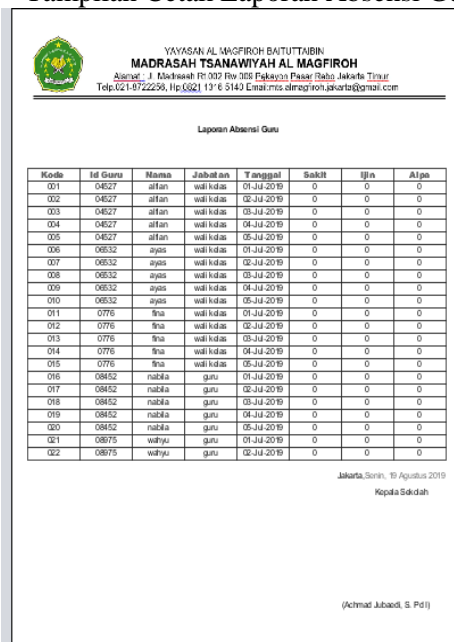 Tampilan Cetak Laporan Absensi Gu
YAYASAN AL MAGFIROH BAITUTTAIBIN
MADRASAH TSANAWIYAH AL MAGFIROH
Alamat : Jl. Madrasah Rt 002 Rw 009 Pekayon Pasar Rebo Jakarta Timur
Telp.021-8722256, Hp.0821 1316 5140 Email:mts.almagfiroh.jakarta@gmail.com
Laporan Absensi Guru
Kode Id Guru Nama Jabatan Tanggal Sakit Ijin Alpa
001 04527 alfian wali kelas 01-Jul-2019 0 0 0
002 04527 alfian wali kelas 02-Jul-2019 0 0 0
003 04527 alfian wali kelas 03-Jul-2019 0 0 0
004 04527 alfian wali kelas 04-Jul-2019 0 0 0
005 04527 alfian wali kelas 05-Jul-2019 0 0 0
006 06532 ayas wali kelas 01-Jul-2019 0 0 0
007 06532 ayas wali kelas 02-Jul-2019 0 0 0
008 06532 ayas wali kelas 03-Jul-2019 0 0 0
009 06532 ayas wali kelas 04-Jul-2019 0 0 0
010 06532 ayas wali kelas 05-Jul-2019 0 0 0
011 0776 fina wali kelas 01-Jul-2019 0 0 0
012 0776 fina wali kelas 02-Jul-2019 0 0 0
013 0776 fina wali kelas 03-Jul-2019 0 0 0
014 0776 fina wali kelas 04-Jul-2019 0 0 0
015 0776 fina wali kelas 05-Jul-2019 0 0 0
016 08452 nabila guru 01-Jul-2019 0 0 0
017 08452 nabila guru 02-Jul-2019 0 0 0
018 08452 nabila guru 03-Jul-2019 0 0 0
019 08452 nabila guru 04-Jul-2019 0 0 0
020 08452 nabila guru 05-Jul-2019 0 0 0
021 08975 wahyu guru 01-Jul-2019 0 0 0
022 08975 wahyu guru 02-Jul-2019 0 0 0
Jakarta,Senin, 19 Agustus 2019
Kepala Sekolah
(Achmad Jubaedi, S. Pd I)